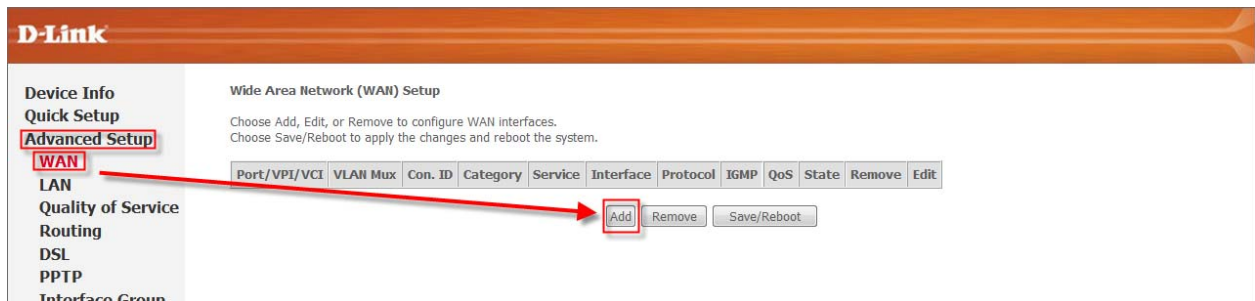 D-Link
Device Info
Quick Setup
Advanced Setup
WAN
LAN
Quality of Service
Routing
DSL
PPTP
Interface Group
Wide Area Network (WAN) Setup
Choose Add, Edit, or Remove to configure WAN interfaces.
Choose Save/Reboot to apply the changes and reboot the system.
Port/VPI/VCI VLAN Mux Con. ID Category Service Interface Protocol IGMP QoS State Remove Edit
Add Remove Save/Reboot